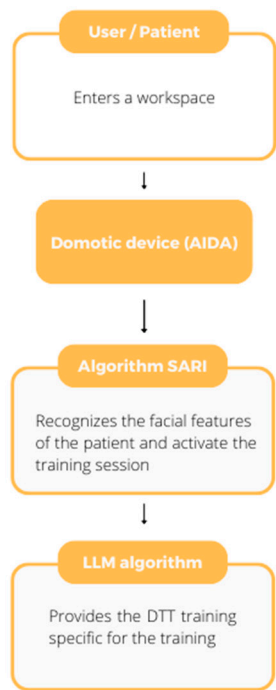 User / Patient
Enters a workspace
Domotic device (AIDA)
Algorithm SARI
Recognizes the facial features
of the patient and activate the
training session
LLM algorithm
Provides the DTT training
specific for the training